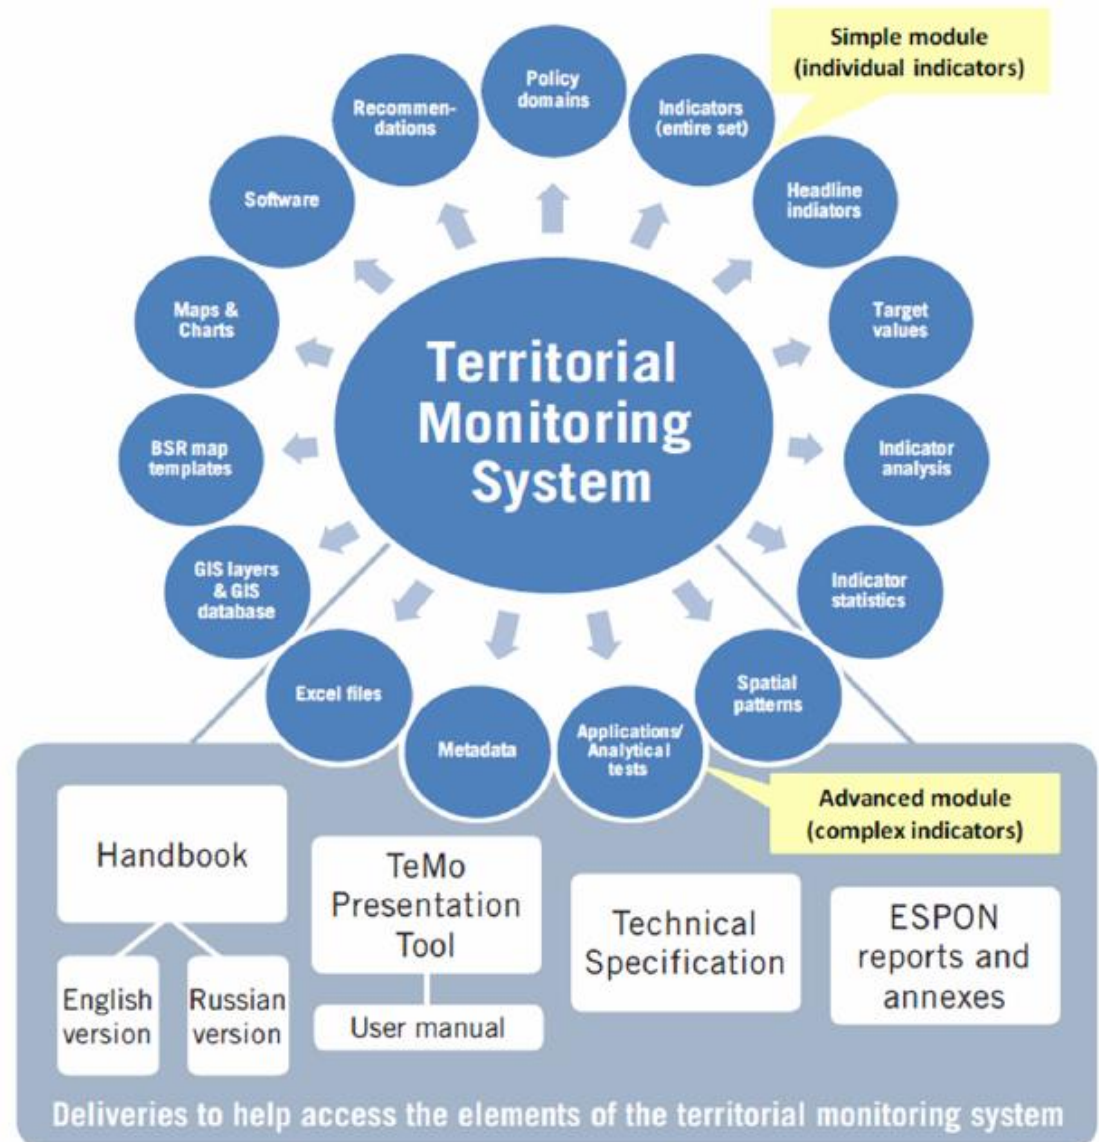 Simple module
(individual indicators)
Policy
domains
Indicators
(entire set)
Headline
indiators
Target
values
Indicator
analysis
Indicator
statistics
Spatial
patterns
Applications/
Analytical
tests
Metadata
Excel files
GIS layers
& GIS
database
BSR map
templates
Maps &
Charts
Software
Recommen-
dations
Territorial
Monitoring
System
Advanced module
(complex indicators)
Handbook
English
version
Russian
version
TeMo
Presentation
Tool
User manual
Technical
Specification
ESPON
reports and
annexes
Deliveries to help access the elements of the territorial monitoring system